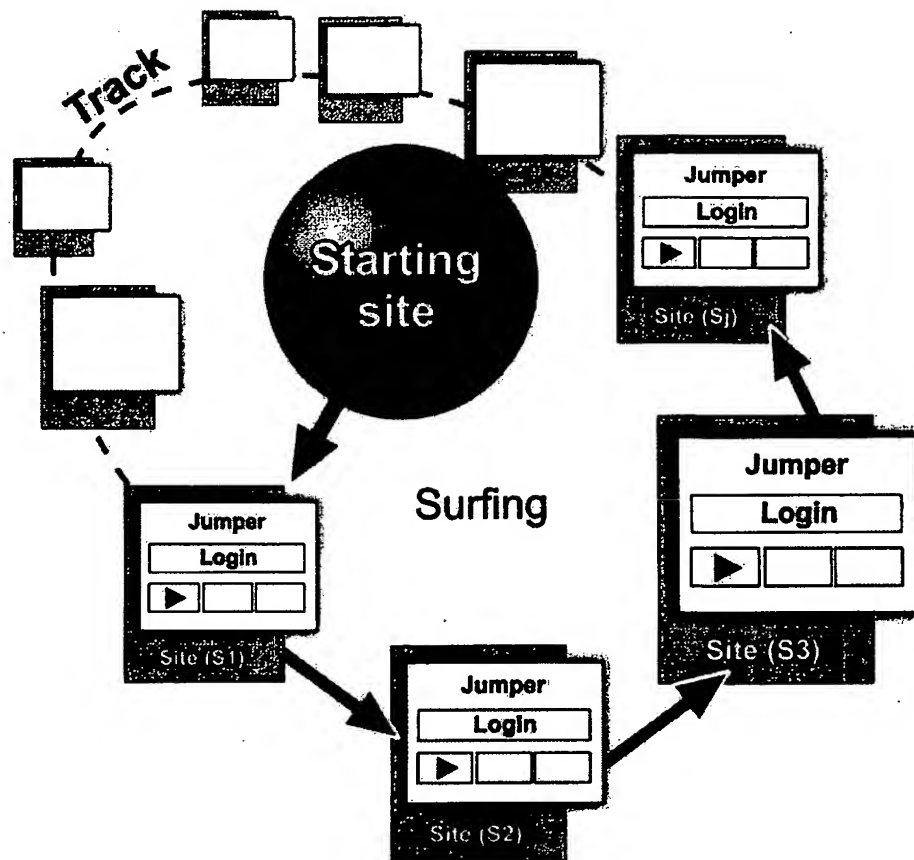 Track
Jumper
Login
Site (Sj)
Starting
site
Jumper
Login
Site (S3)
Surfing
Jumper
Login
Site (S1)
Jumper
Login
Site (S2)